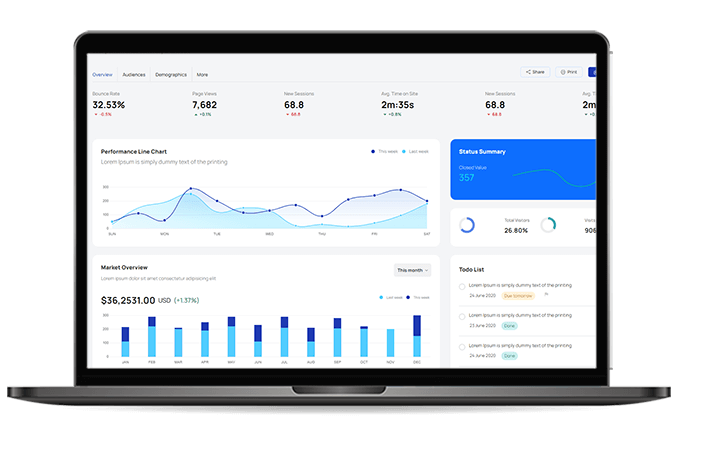 Overview Audiences Demographics More
Share Print
Bounce Rate Page Views New Sessions Avg. Time on Site New Sessions Avg. T
32.53% 7,682 68.8 2m:35s 68.8 2m
-0.5% +0.1% 68.8 +0.8% 68.8 +0.
Performance Line Chart
This week Last week
Lorem Ipsum is simply dummy text of the printing
300
200
100
0
SUN MON TUE WED THU FRI SAT
Status Summary
Closed Value
357
Total Visitors
26.80%
Visits
906
Market Overview
This month
Lorem ipsum dolor sit amet consectetur adipisicing elit
$36,2531.00 USD (+1.37%)
Last week This week
300
200
100
0
JAN FEB MAR APR MAY JUN JUL AUG SEP OCT NOV DEC
Todo List
Lorem Ipsum is simply dummy text of the printing
24 June 2020 Due tomorrow
Lorem Ipsum is simply dummy text of the printing
23 June 2020 Done
Lorem Ipsum is simply dummy text of the printing
24 June 2020 Done